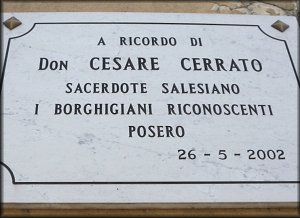 A RICORDO DI
DON CESARE CERRATO
SACERDOTE SALESIANO
I BORGHIGIANI RICONOSCENTI
POSERO
26 - 5 - 2002